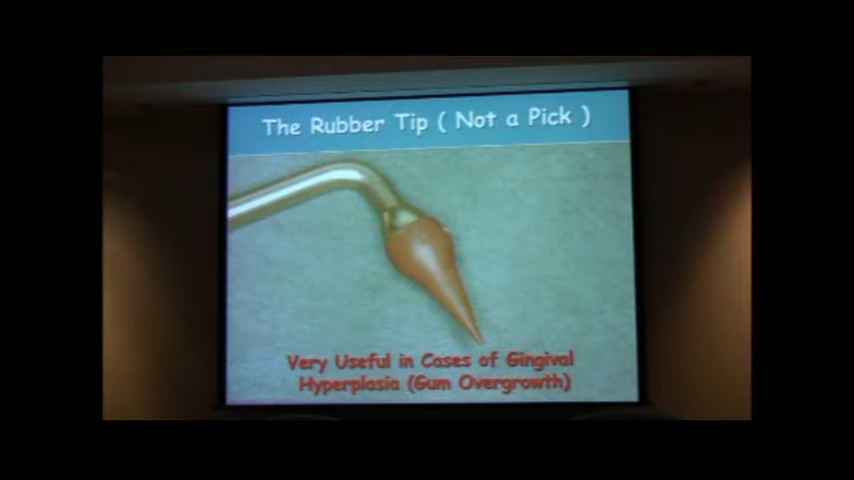 The Rubber Tip ( Not a Pick )
Very Useful in Cases of Gingival
Hyperplasia (Gum Overgrowth)